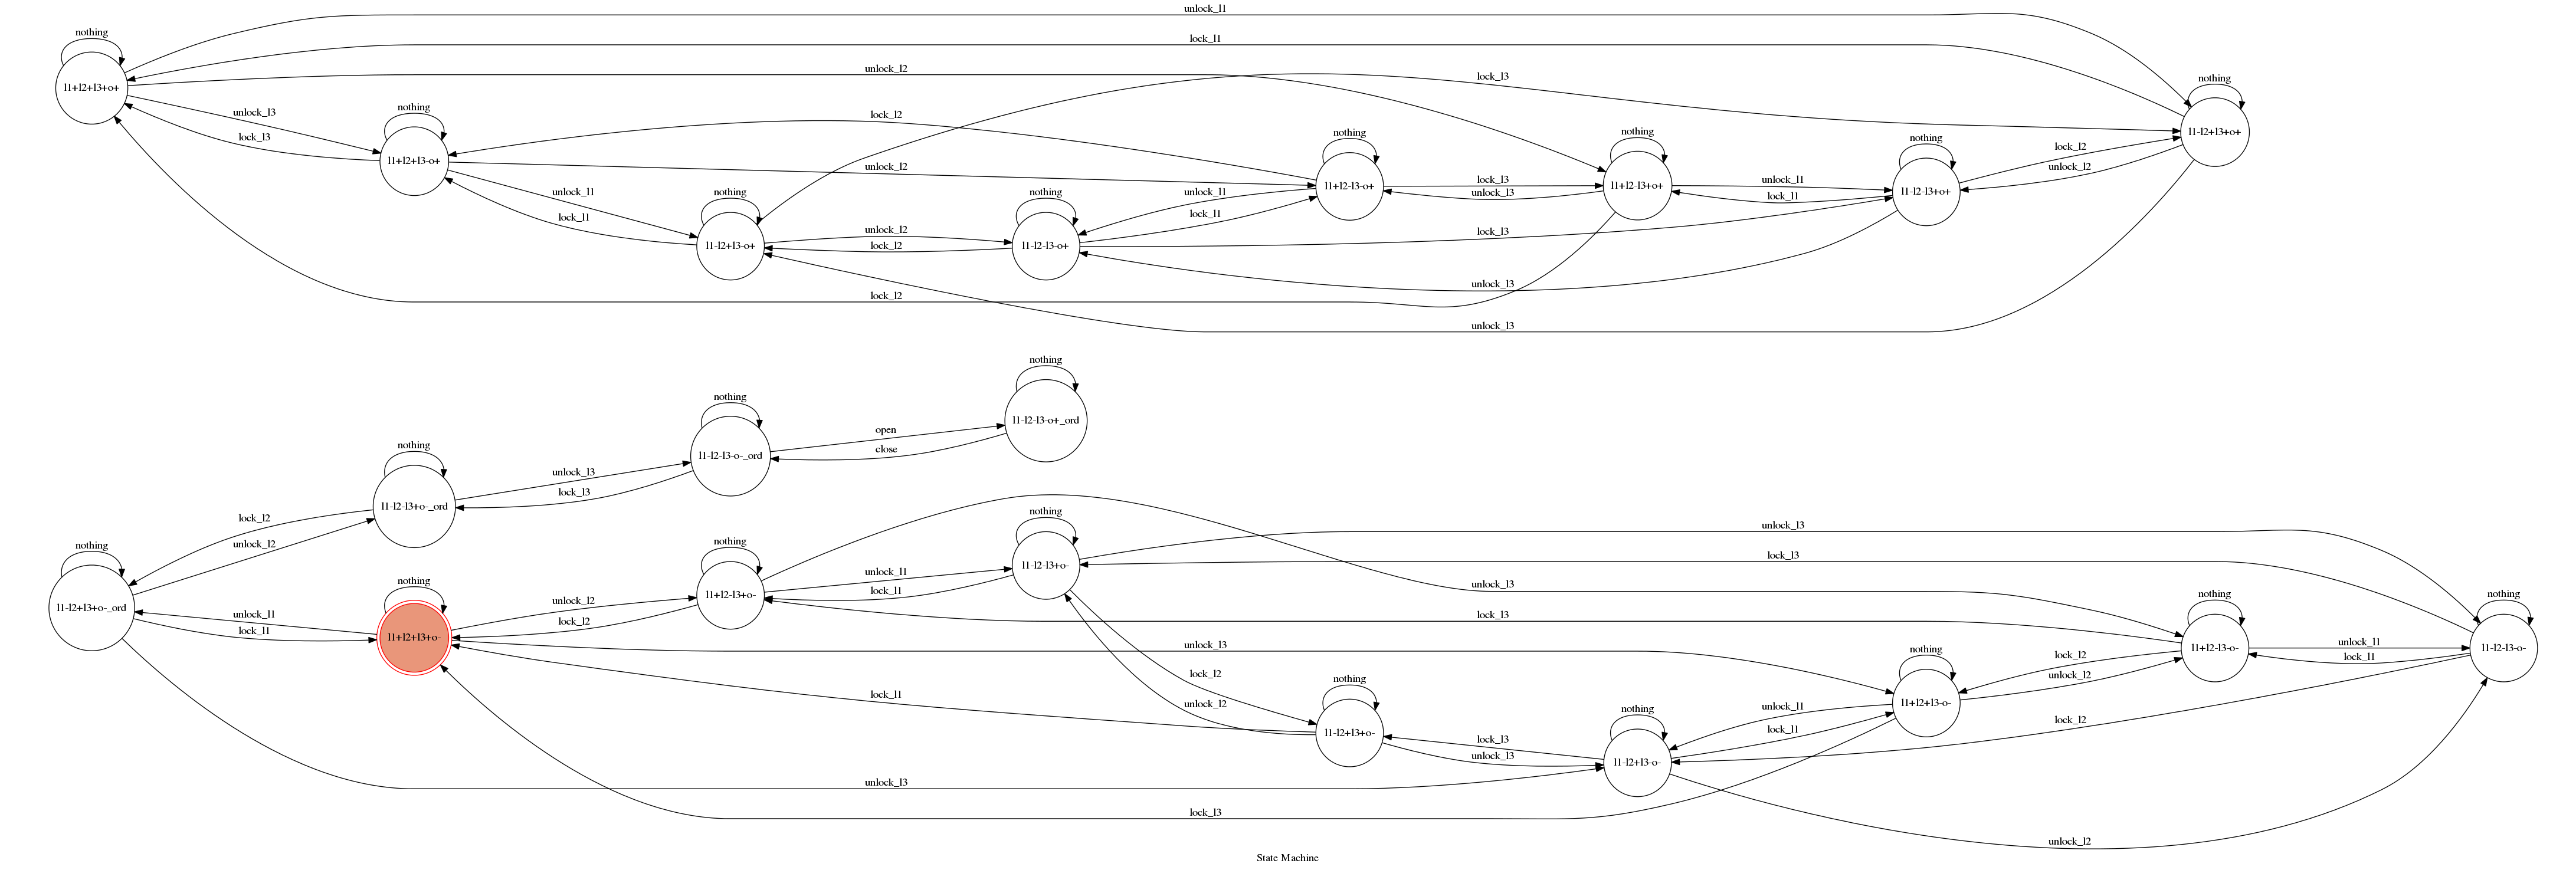 unlock_l1
nothing
lock_l1
unlock_l2
lock_l3
nothing
l1+l2+l3+o+
unlock_l3
nothing
lock_l2
lock_l3
nothing
l1-l2+l3+o+
nothing
nothing
nothing
lock_l2
l1+l2+l3-o+
unlock_l2
unlock_l2
lock_l3
unlock_l1
l1+l2-l3-o+
l1+l2-l3+o+
l1-l2-l3+o+
unlock_l1
nothing
nothing
unlock_l1
unlock_l3
lock_l1
lock_l1
lock_l1
unlock_l2
lock_l3
l1-l2+l3-o+
l1-l2-l3-o+
lock_l2
unlock_l3
lock_l2
unlock_l3
nothing
nothing
l1-l2-l3-o+_ord
open
nothing
close
l1-l2-l3-o-_ord
unlock_l3
lock_l3
l1-l2-l3+o-_ord
lock_l2
nothing
unlock_l3
unlock_l2
nothing
nothing
lock_l3
unlock_l1
l1-l2-l3+o-
nothing
unlock_l3
lock_l1
l1+l2-l3+o-
nothing
nothing
l1-l2+l3+o-_ord
unlock_l1
unlock_l2
lock_l3
lock_l2
lock_l1
l1+l2+l3+o-
unlock_l3
unlock_l1
l1+l2-l3-o-
l1-l2-l3-o-
nothing
lock_l2
lock_l1
lock_l2
nothing
unlock_l2
lock_l1
unlock_l2
nothing
unlock_l1
l1+l2+l3-o-
lock_l2
l1-l2+l3+o-
lock_l3
lock_l1
unlock_l3
l1-l2+l3-o-
unlock_l3
lock_l3
unlock_l2
State Machine